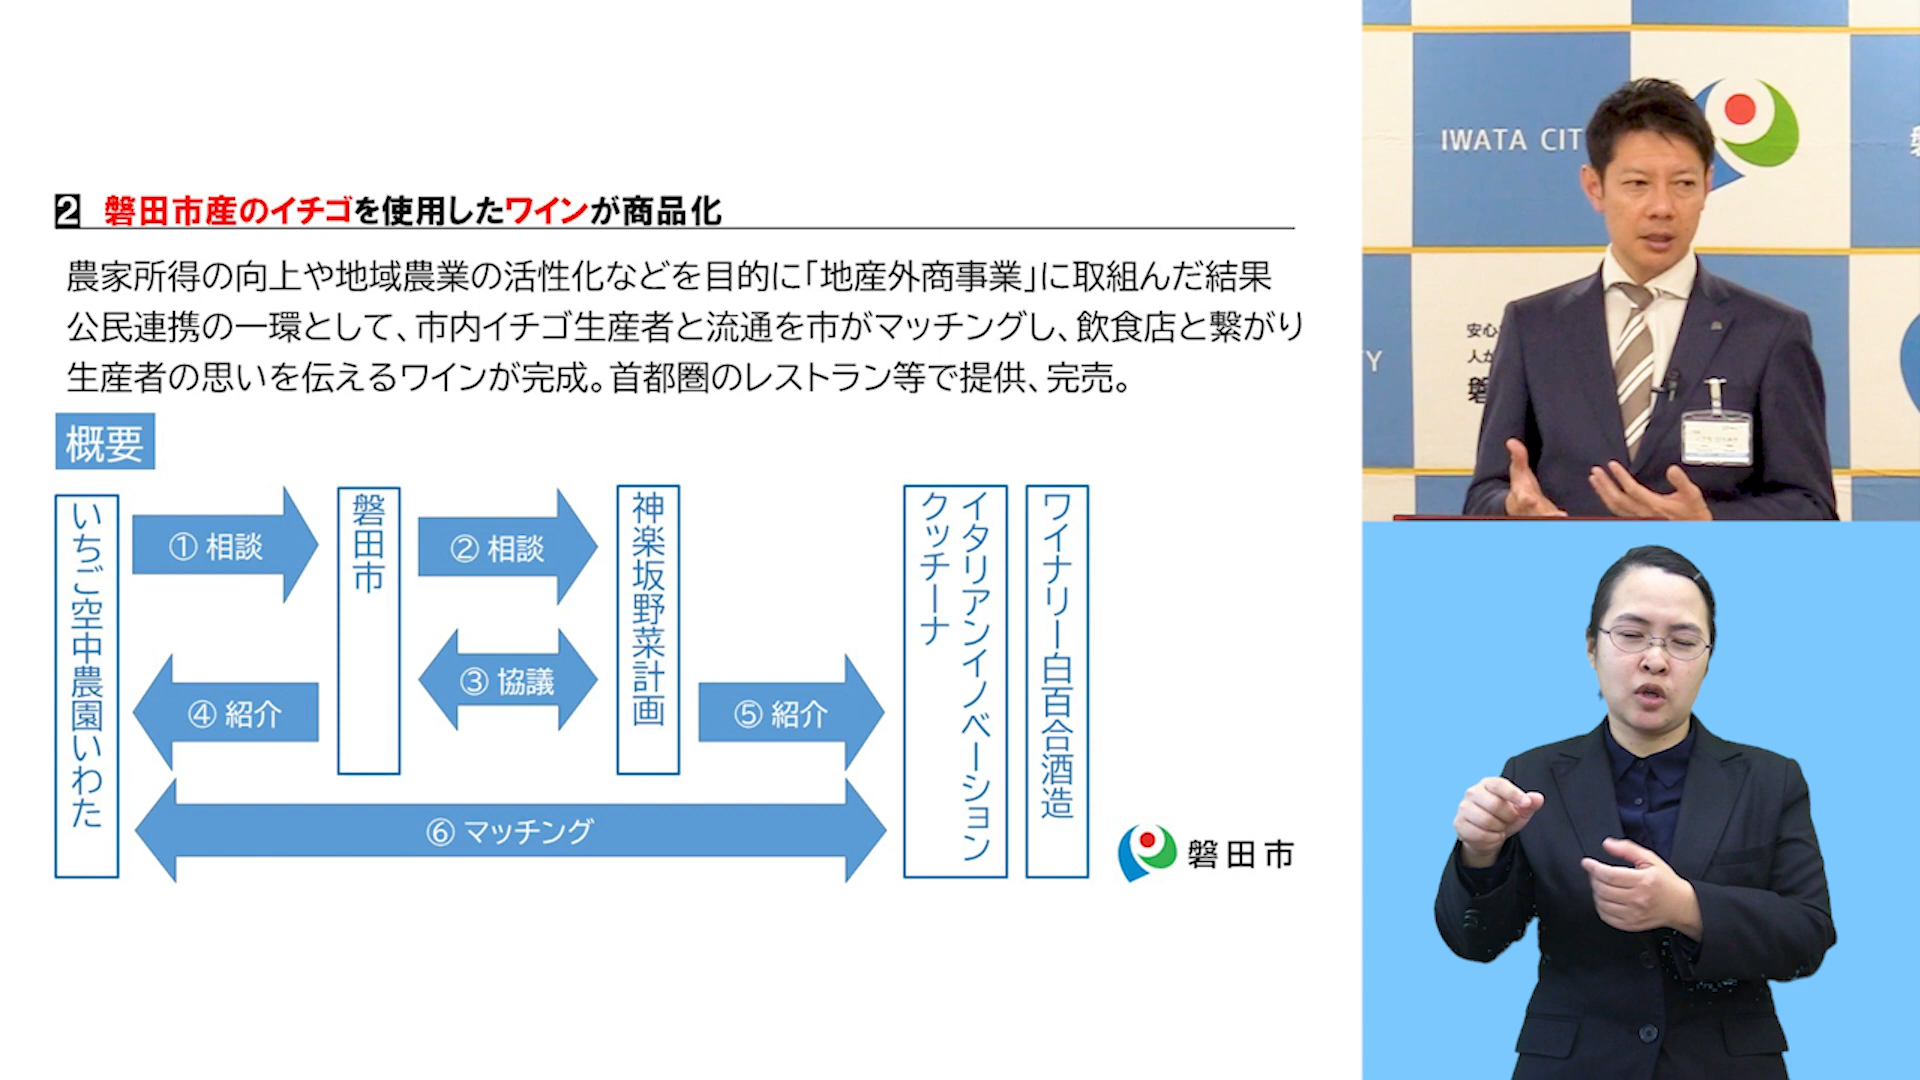 2 磐田市産のイチゴを使用したワインが商品化
農家所得の向上や地域農業の活性化などを目的に「地産外商事業」に取組んだ結果
公民連携の一環として、市内イチゴ生産者と流通を市がマッチングし、飲食店と繋がり
生産者の思いを伝えるワインが完成。首都圏のレストラン等で提供、完売。
概要
いちご空中農園いわた
① 相談
磐田市
② 相談
神楽坂野菜計画
③ 協議
④ 紹介
⑤ 紹介
⑥ マッチング
イタリアンイノベーション
クッチーナ
ワイナリー白百合酒造
磐田市
IWATA CIT
安心
人が
磐
TY